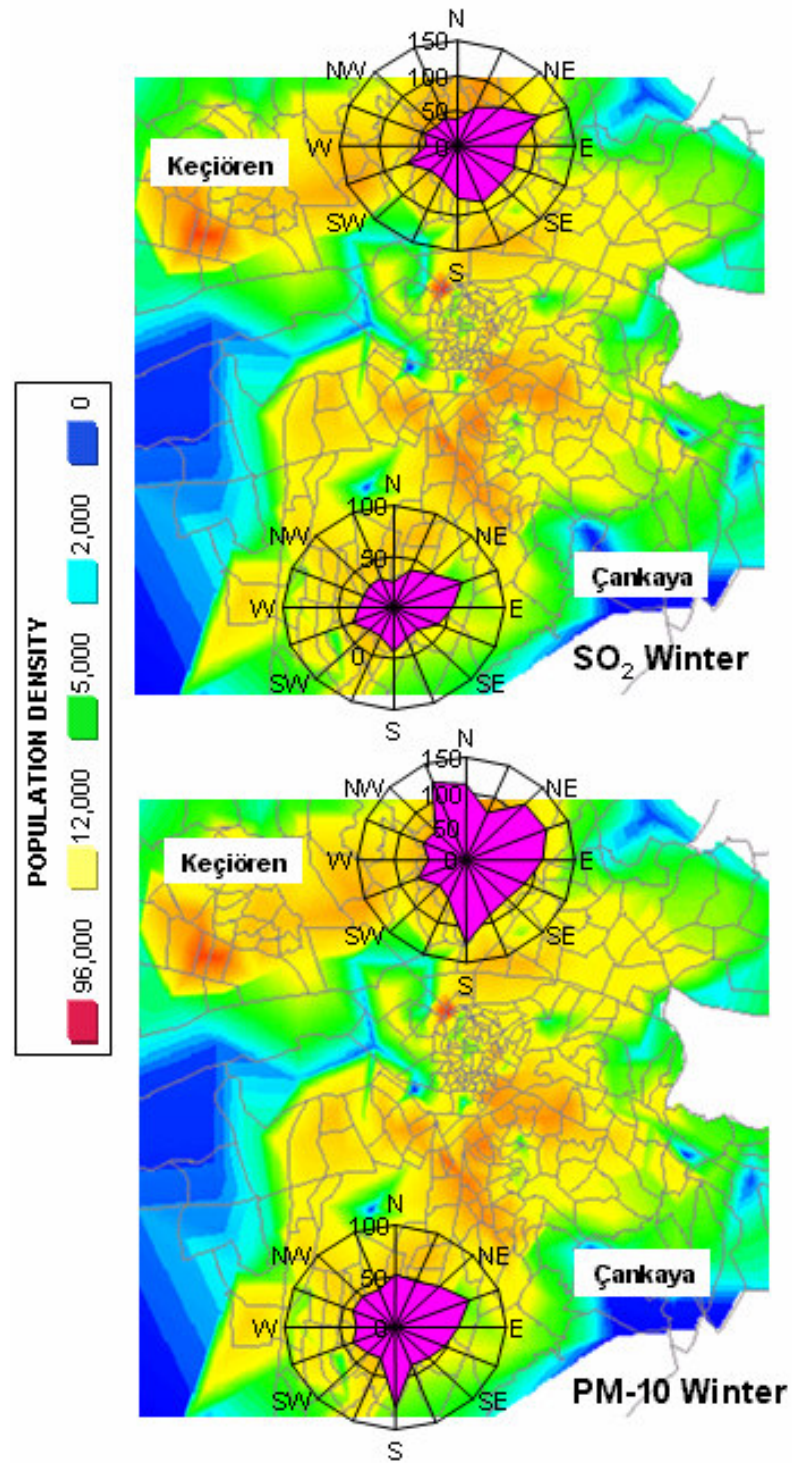 N
150
NW
NE
100
50
Keçiören
W
0
E
SW
SE
S
POPULATION DENSITY
0
2,000
5,000
12,000
96,000
N
100
NW
NE
50
Çankaya
W
E
0
SW
SE
S
SO₂ Winter
N
150
NW
NE
100
50
Keçiören
W
0
E
SW
SE
S
N
100
NW
NE
50
Çankaya
W
0
E
SW
SE
S
PM-10 Winter